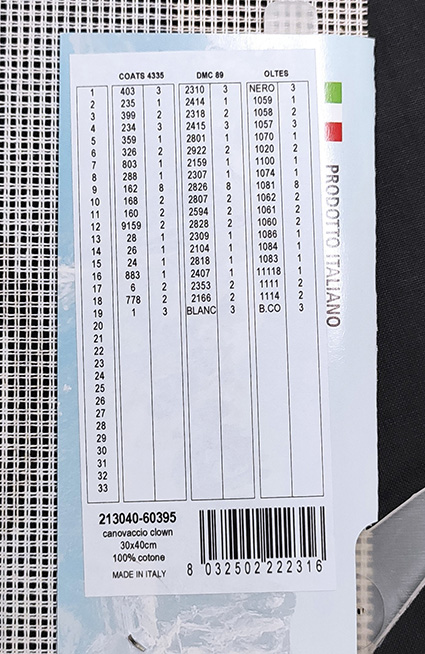 COATS 4335 DMC 89 OLTES
1 403 3 2310 3 NERO 3
2 235 1 2414 1 1059 1
3 399 2 2318 2 1058 2
4 234 3 2415 3 1057 3
5 359 1 2801 1 1070 1
6 326 2 2922 2 1020 2
7 803 1 2159 1 1100 1
8 288 1 2307 1 1074 1
9 162 8 2826 8 1081 8
10 168 2 2807 2 1062 2
11 160 2 2594 2 1061 2
12 9159 2 2828 2 1060 2
13 28 1 2309 1 1086 1
14 26 1 2104 1 1084 1
15 24 1 2818 1 1083 1
16 883 1 2407 1 11118 1
17 6 2 2353 2 1111 2
18 778 2 2166 2 1114 2
19 1 3 BLANC 3 B.CO 3
20
21
22
23
24
25
26
27
28
29
30
31
32
33
213040-60395
canovaccio clown
30x40cm
100% cotone
MADE IN ITALY
8 032502 222316
PRODOTTO ITALIANO